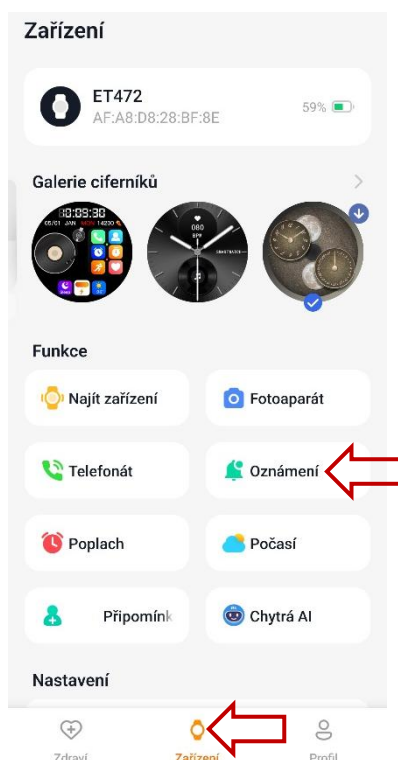 Zařízení
ET472
AF:A8:D8:28:BF:8E
59%
Galerie ciferníků
Funkce
Najít zařízení
Fotoaparát
Telefonát
Oznámení
Poplach
Počasí
Připomínk
Chytrá AI
Nastavení
Zdraví
Zařízení
Profil